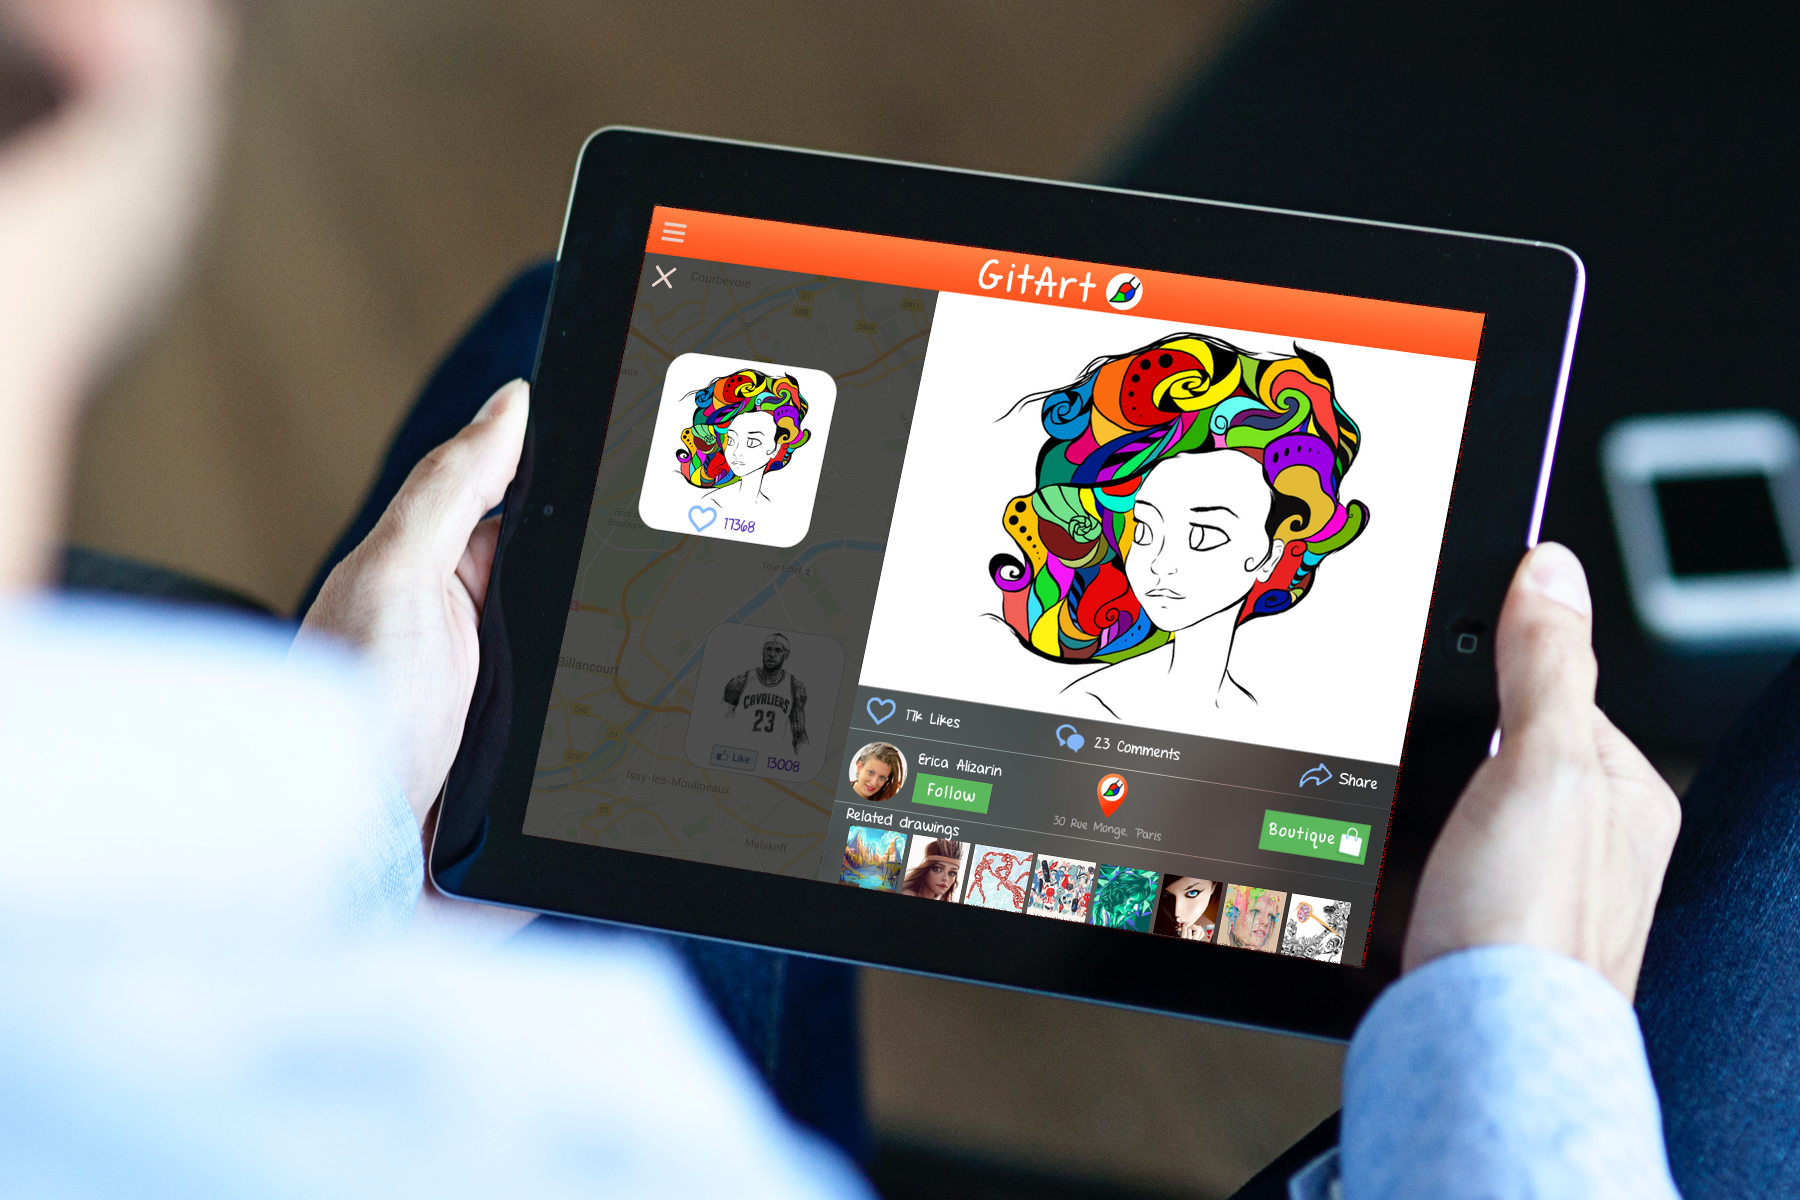 GitArt
Courbevoie
17368
Tour Eiffel
Billancourt
CAVALIERS
23
Like 13008
Issy-les-Moulineaux
Malakoff
17k Likes
23 Comments
Share
Erica Alizarin
Follow
30 Rue Monge, Paris
Boutique
Related drawings